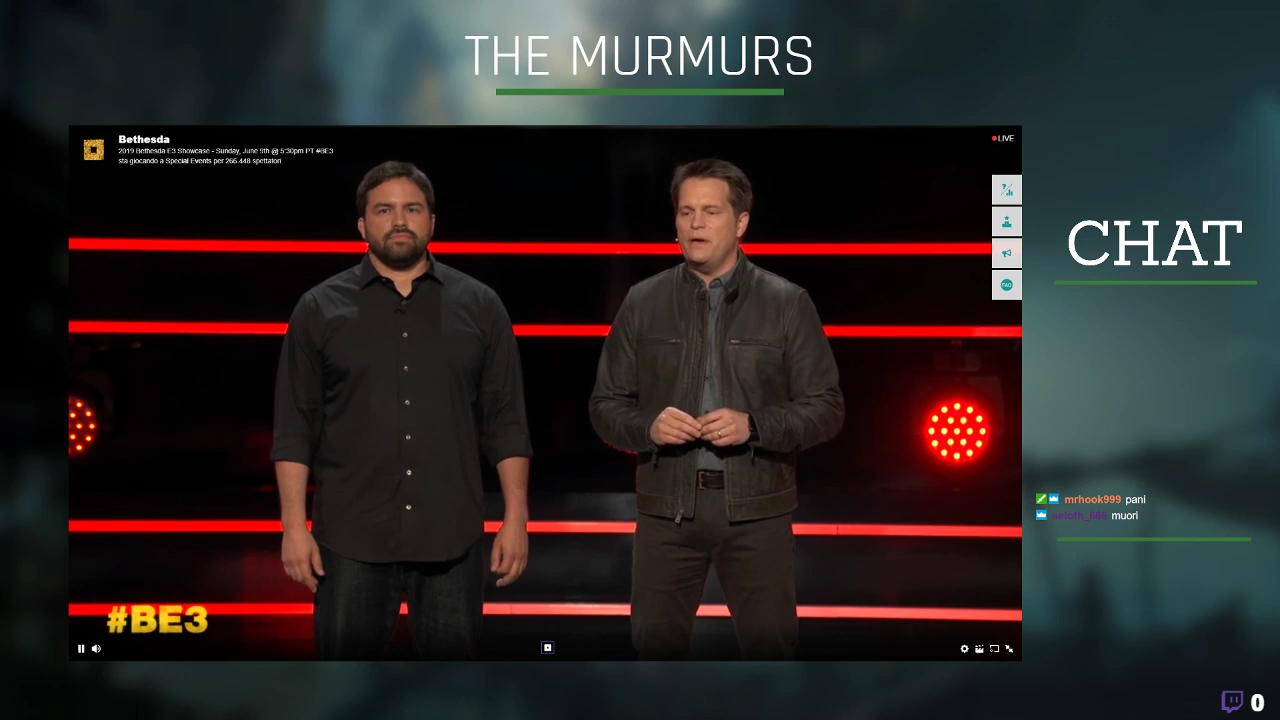 THE MURMURS
Bethesda
2019 Bethesda E3 Showcase - Sunday, June 9th @ 5:30pm PT #BE3
sta giocando a Special Events per 266.448 spettatori
LIVE
FAQ
CHAT
mrhook999 pani
muori
#BE3
0